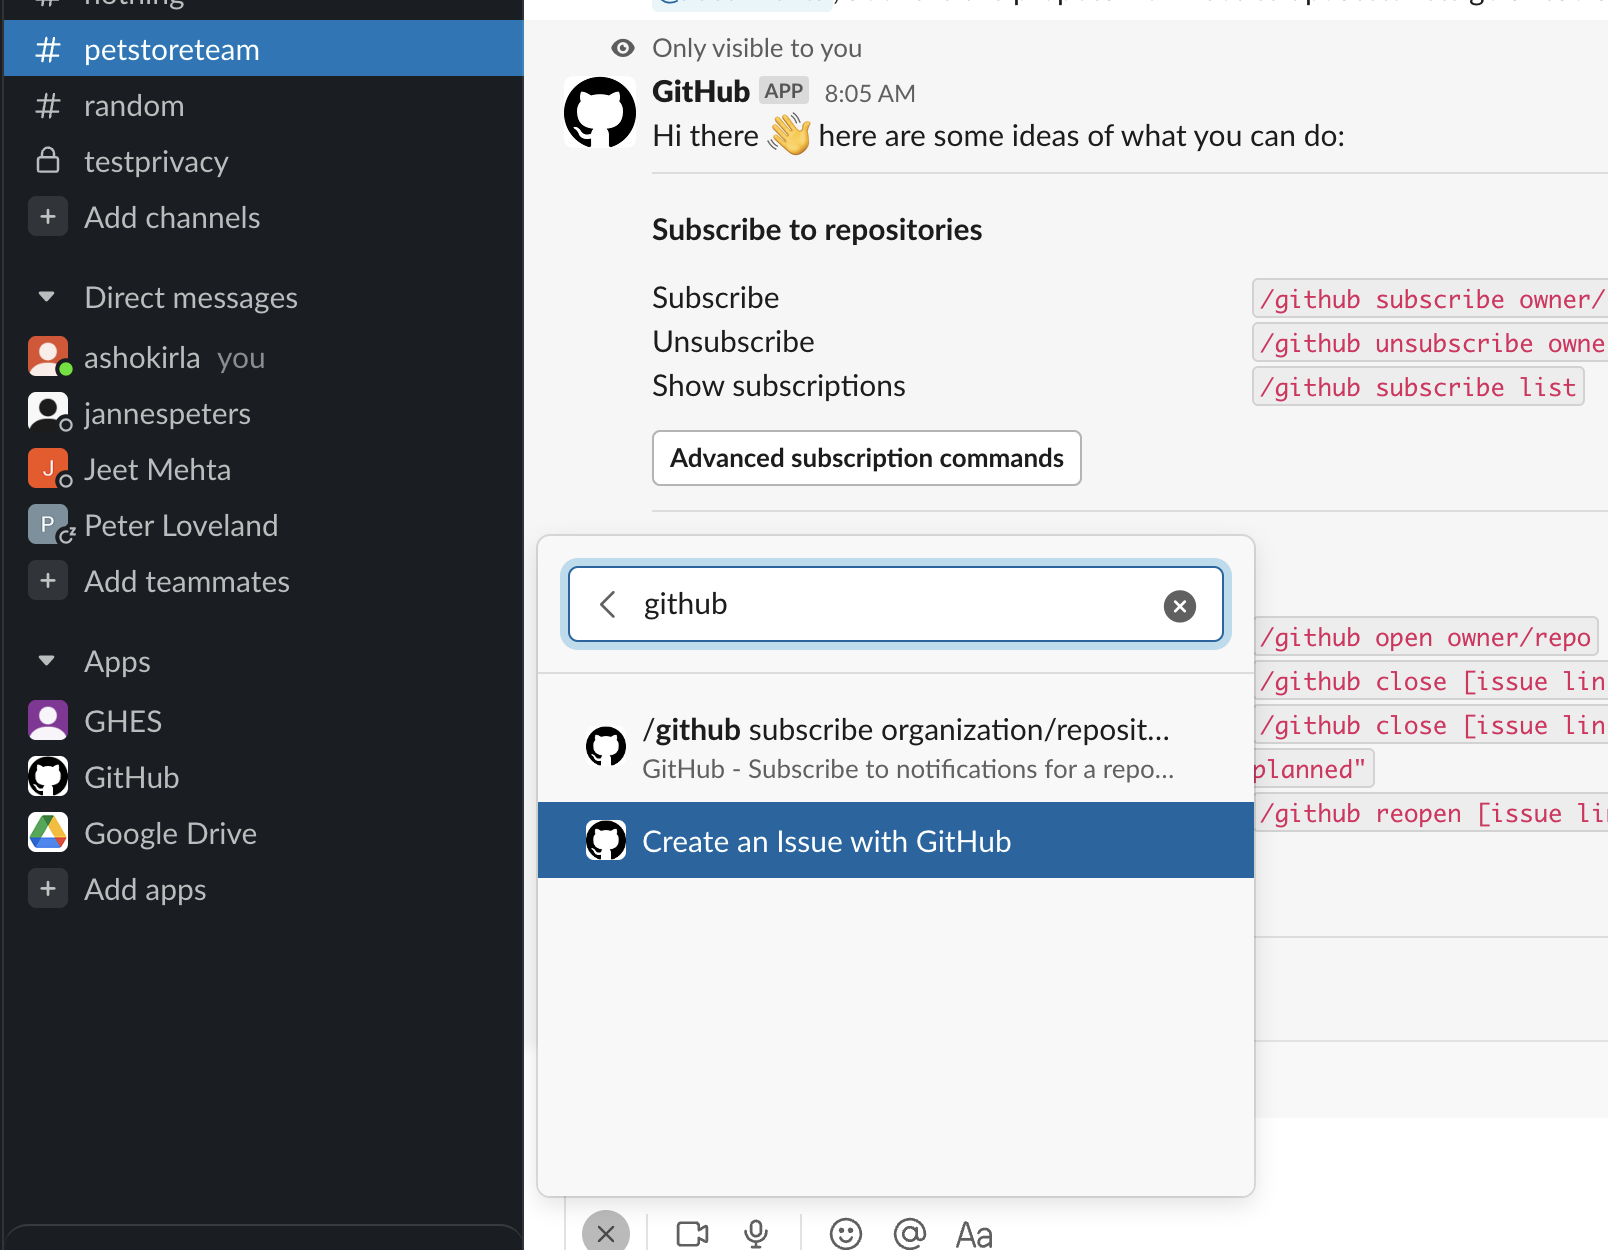 nothing
petstoreteam
random
testprivacy
Add channels
Direct messages
ashokirla you
jannespeters
Jeet Mehta
Peter Loveland
Add teammates
Apps
GHES
GitHub
Google Drive
Add apps
Only visible to you
GitHub APP 8:05 AM
Hi there 👋 here are some ideas of what you can do:
Subscribe to repositories
Subscribe /github subscribe owner/
Unsubscribe /github unsubscribe owne
Show subscriptions /github subscribe list
Advanced subscription commands
github
/github subscribe organization/reposit...
GitHub - Subscribe to notifications for a repo...
Create an Issue with GitHub
/github open owner/repo
/github close [issue lin
/github close [issue lin
planned"
/github reopen [issue li
Aa